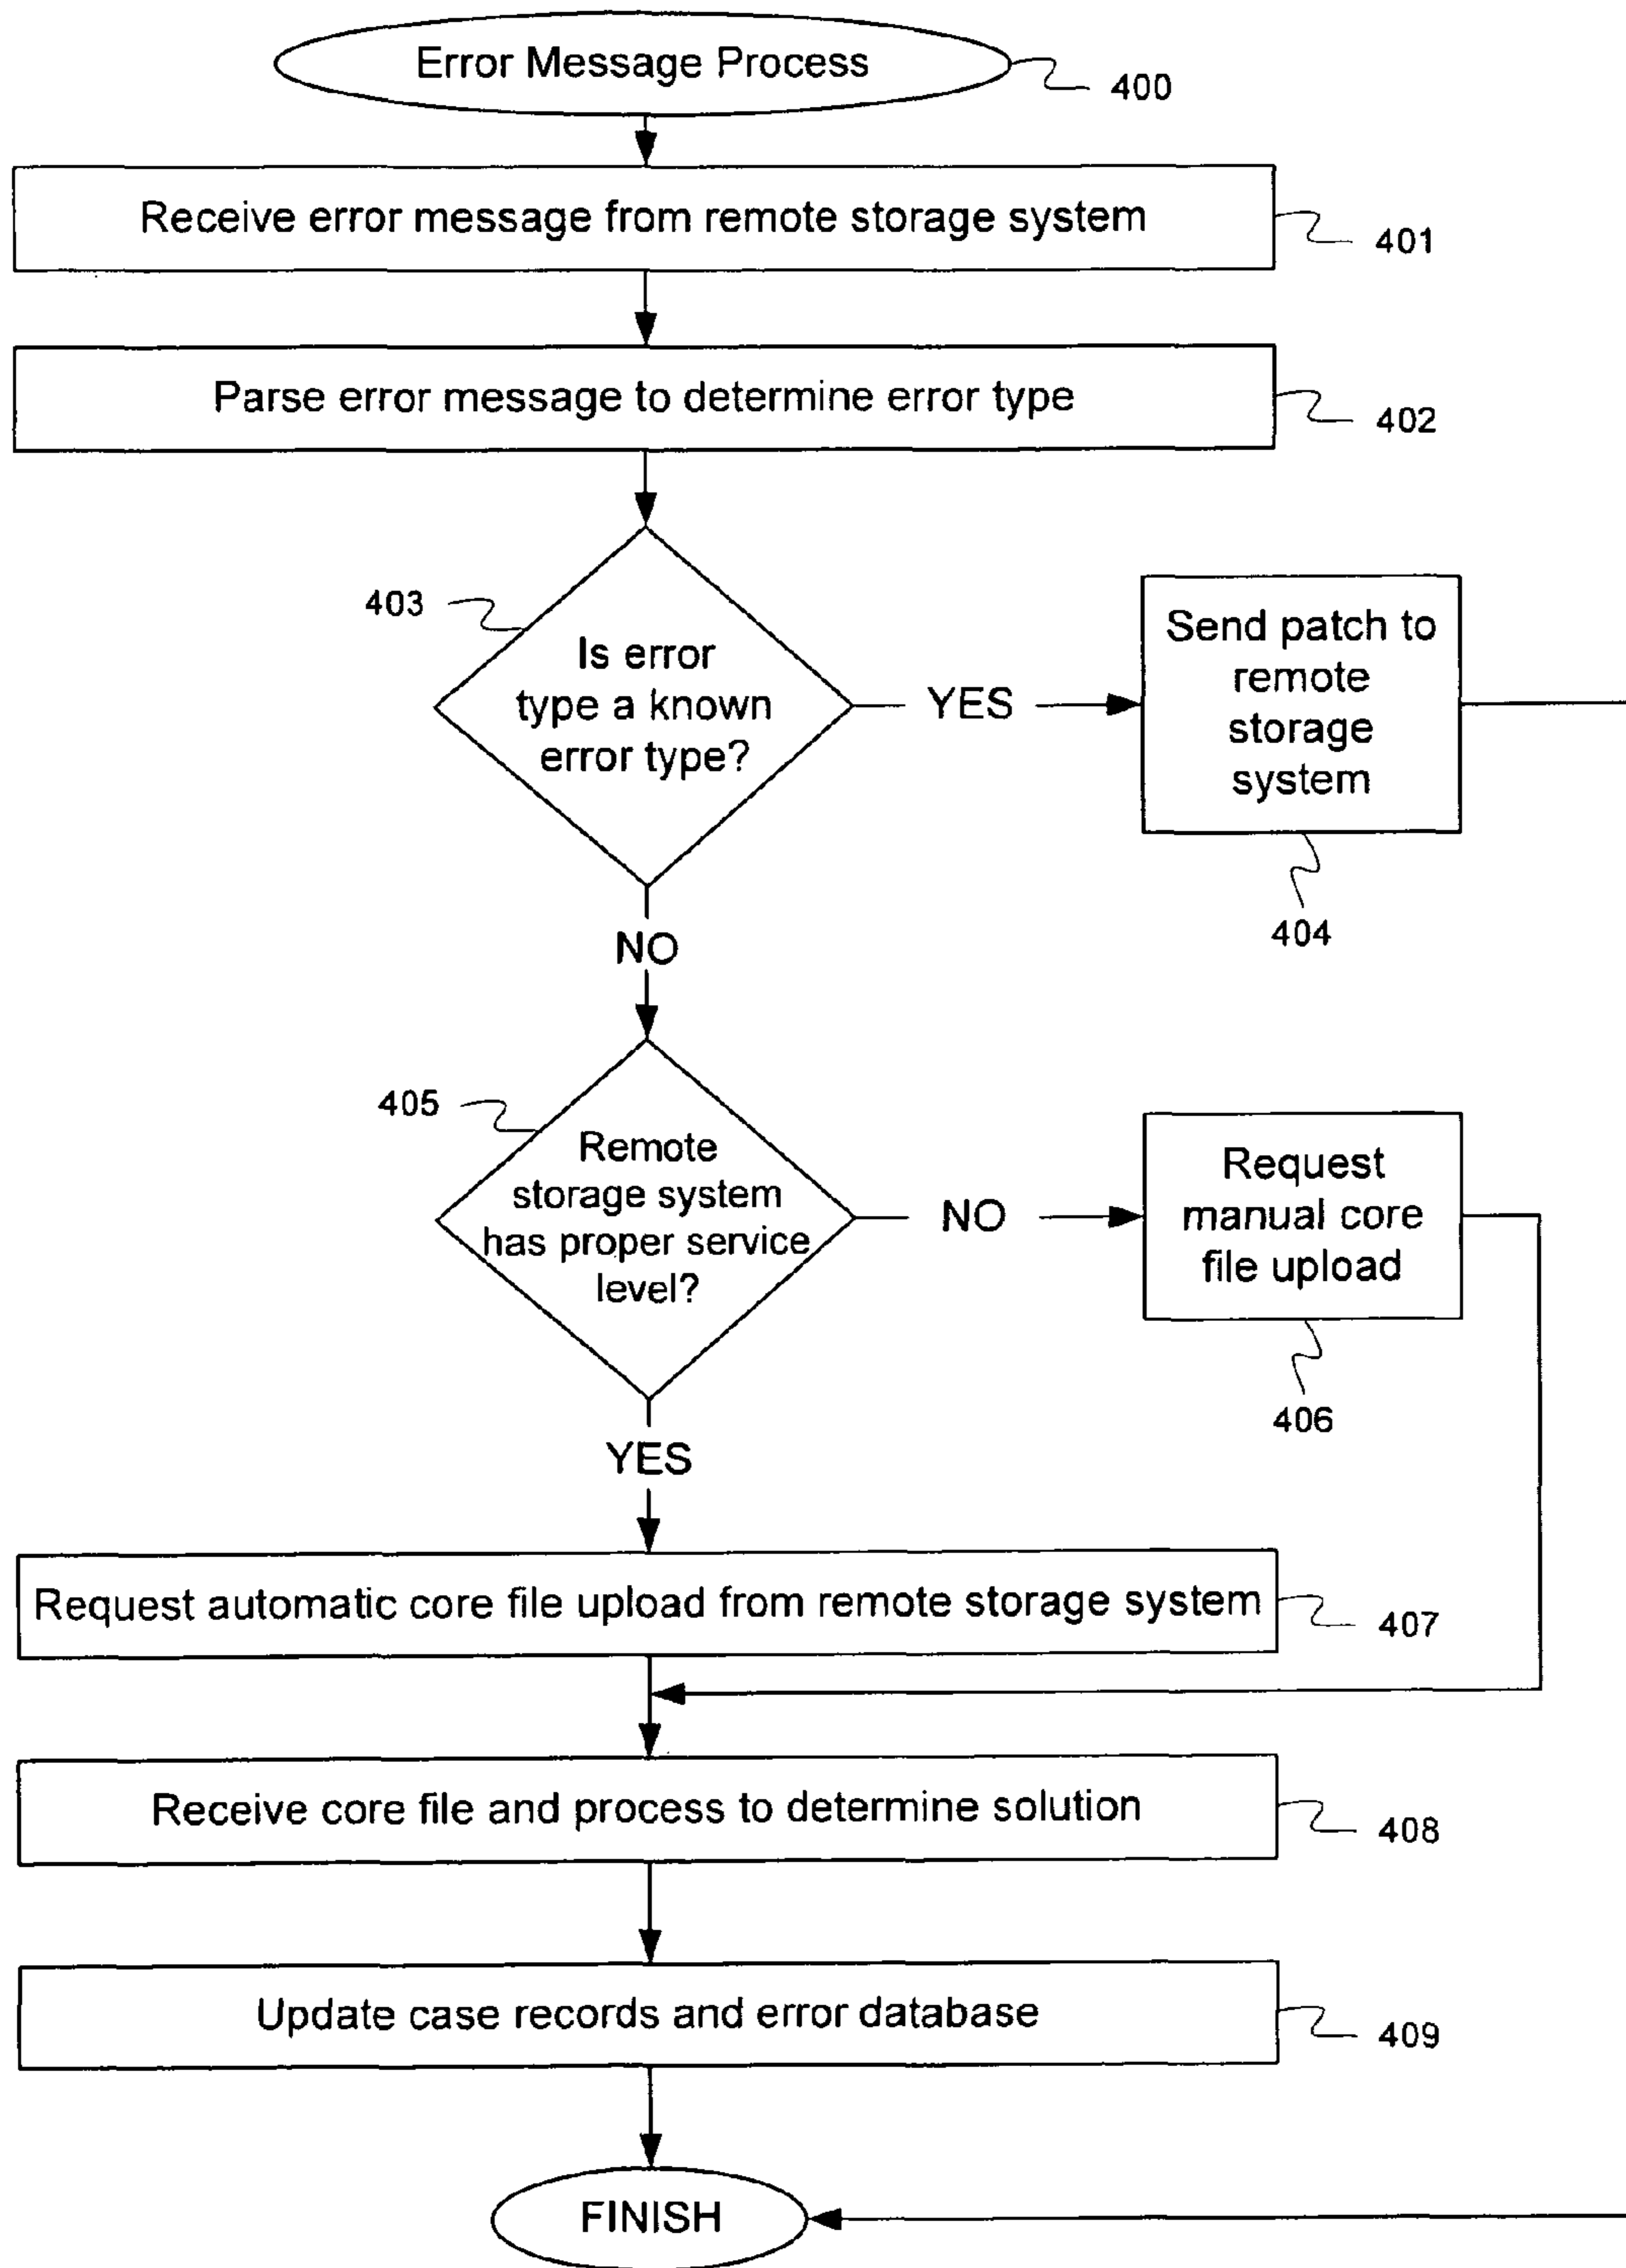 Error Message Process
400
Receive error message from remote storage system
401
Parse error message to determine error type
402
403
Is error
type a known
error type?
YES
Send patch to
remote
storage
system
404
NO
405
Remote
storage system
has proper service
level?
NO
Request
manual core
file upload
406
YES
Request automatic core file upload from remote storage system
407
Receive core file and process to determine solution
408
Update case records and error database
409
FINISH